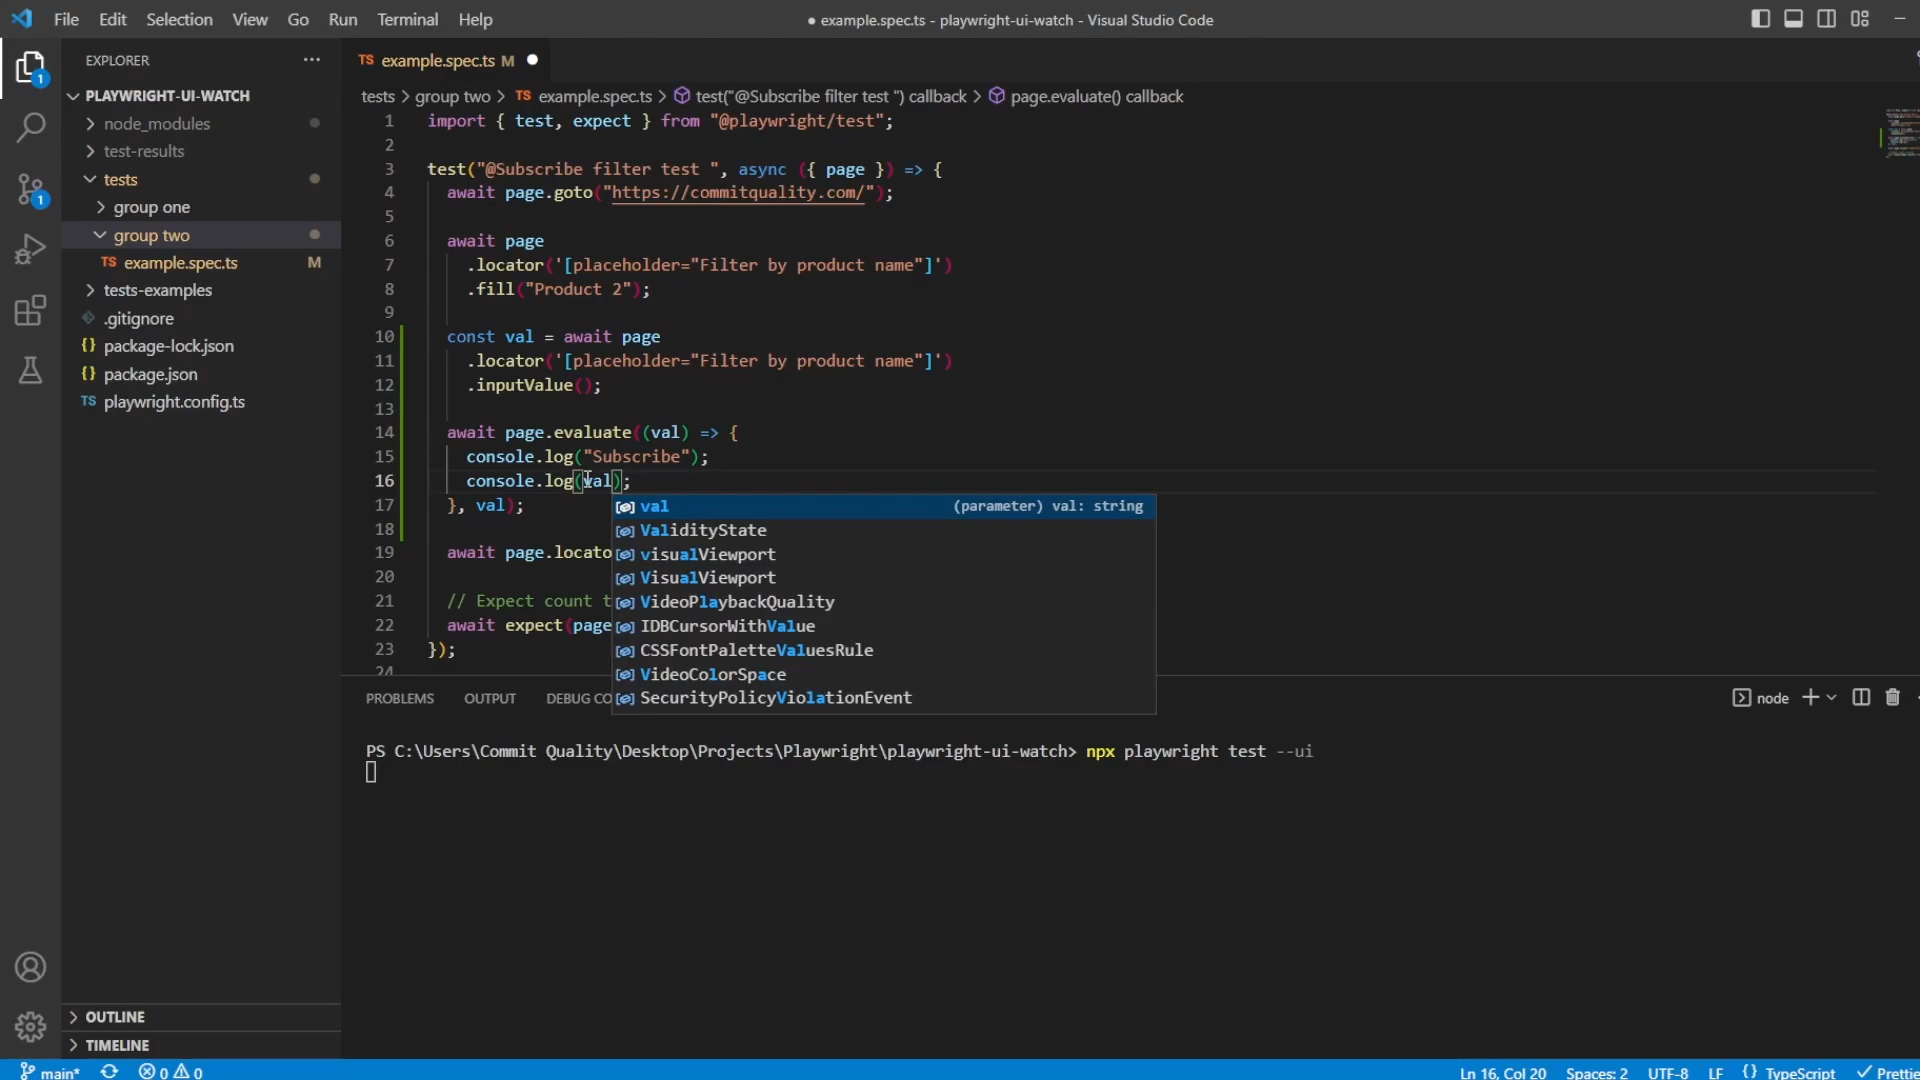 File Edit Selection View Go Run Terminal Help
● example.spec.ts - playwright-ui-watch - Visual Studio Code
EXPLORER
PLAYWRIGHT-UI-WATCH
node_modules
test-results
tests
group one
group two
TS example.spec.ts M
tests-examples
.gitignore
{} package-lock.json
{} package.json
TS playwright.config.ts
OUTLINE
TIMELINE
1
1
TS example.spec.ts M ●
tests > group two > TS example.spec.ts > test("@Subscribe filter test ") callback > page.evaluate() callback
1 import { test, expect } from "@playwright/test";
2
3 test("@Subscribe filter test ", async ({ page }) => {
4 await page.goto("https://commitquality.com/");
5
6 await page
7 .locator('[placeholder="Filter by product name"]')
8 .fill("Product 2");
9
10 const val = await page
11 .locator('[placeholder="Filter by product name"]')
12 .inputValue();
13
14 await page.evaluate((val) => {
15 console.log("Subscribe");
16 console.log(val);
17 }, val);
18
19 await page.locato
20
21 // Expect count t
22 await expect(page
23 });
24
val (parameter) val: string
ValidityState
visualViewport
VisualViewport
VideoPlaybackQuality
IDBCursorWithValue
CSSFontPaletteValuesRule
VideoColorSpace
SecurityPolicyViolationEvent
PROBLEMS OUTPUT DEBUG CO
node
PS C:\Users\Commit Quality\Desktop\Projects\Playwright\playwright-ui-watch> npx playwright test --ui
main* 0 0
Ln 16, Col 20 Spaces: 2 UTF-8 LF {} TypeScript Prettie